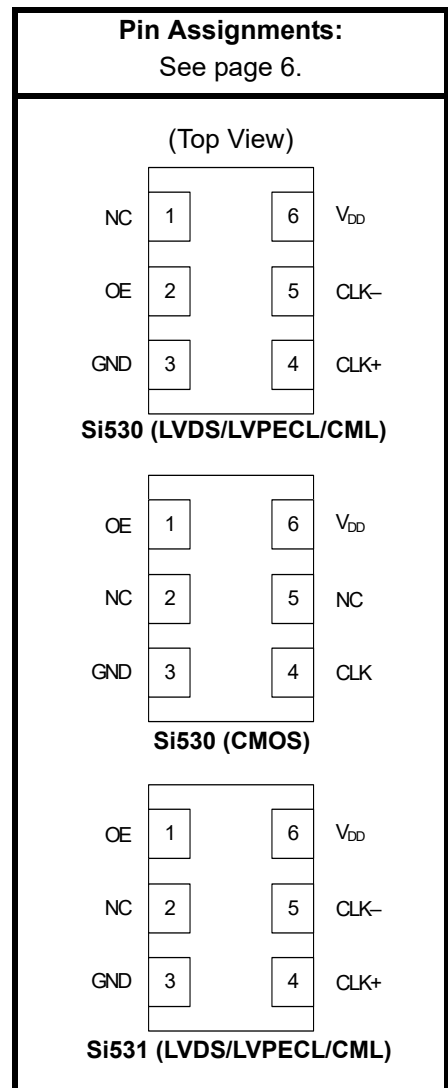 Pin Assignments:
See page 6.
(Top View)
NC 1 6 VDD
OE 2 5 CLK–
GND 3 4 CLK+
Si530 (LVDS/LVPECL/CML)
OE 1 6 VDD
NC 2 5 NC
GND 3 4 CLK
Si530 (CMOS)
OE 1 6 VDD
NC 2 5 CLK–
GND 3 4 CLK+
Si531 (LVDS/LVPECL/CML)